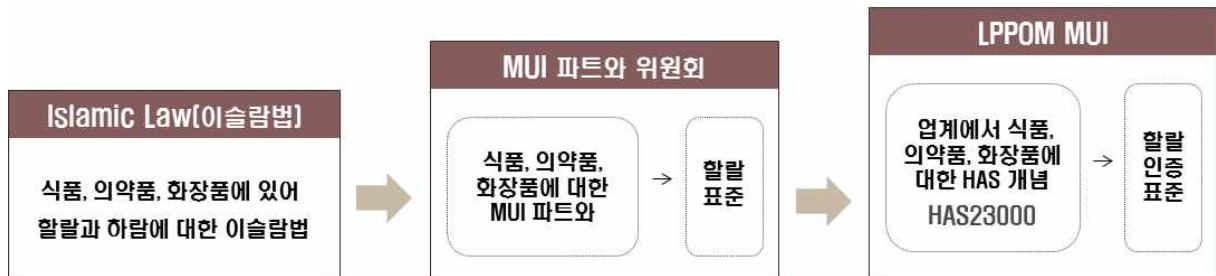 Islamic Law(이슬람법)
식품, 의약품, 화장품에 있어
할랄과 하람에 대한 이슬람법
MUI 파트와 위원회
식품, 의약품,
화장품에 대한
MUI 파트와
→
할랄
표준
LPPOM MUI
업계에서 식품,
의약품, 화장품에
대한 HAS 개념
HAS23000
→
할랄
인증
표준